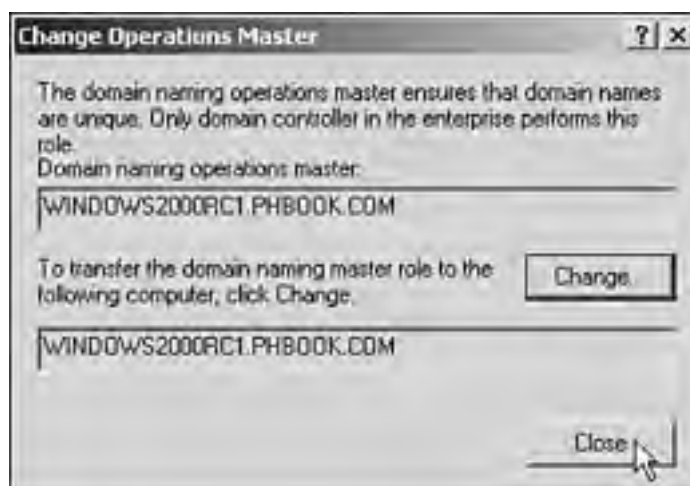 Change Operations Master
The domain naming operations master ensures that domain names
are unique. Only domain controller in the enterprise performs this
role.
Domain naming operations master:
WINDOWS2000RC1.PHBOOK.COM
To transfer the domain naming master role to the
following computer, click Change.
Change...
WINDOWS2000RC1.PHBOOK.COM
Close